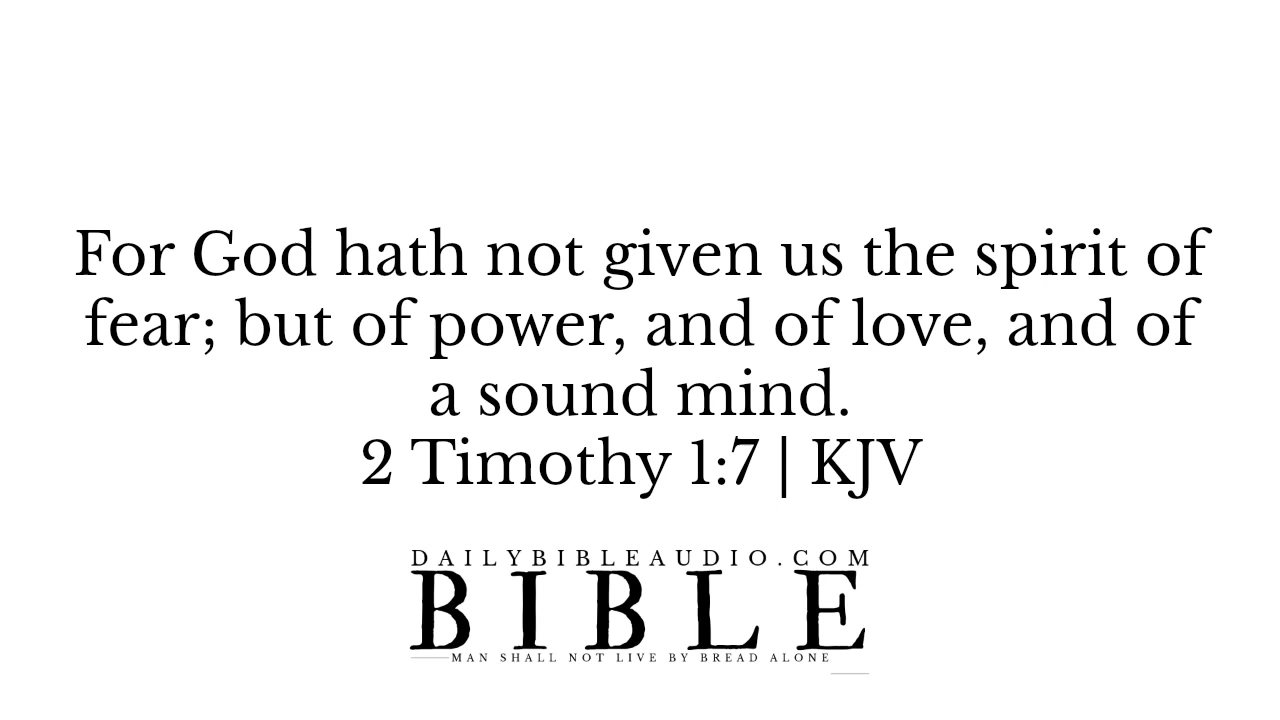 For God hath not given us the spirit of
fear; but of power, and of love, and of
a sound mind.
2 Timothy 1:7 | KJV
DAILYBIBLEAUDIO.COM
BIBLE
MAN SHALL NOT LIVE BY BREAD ALONE